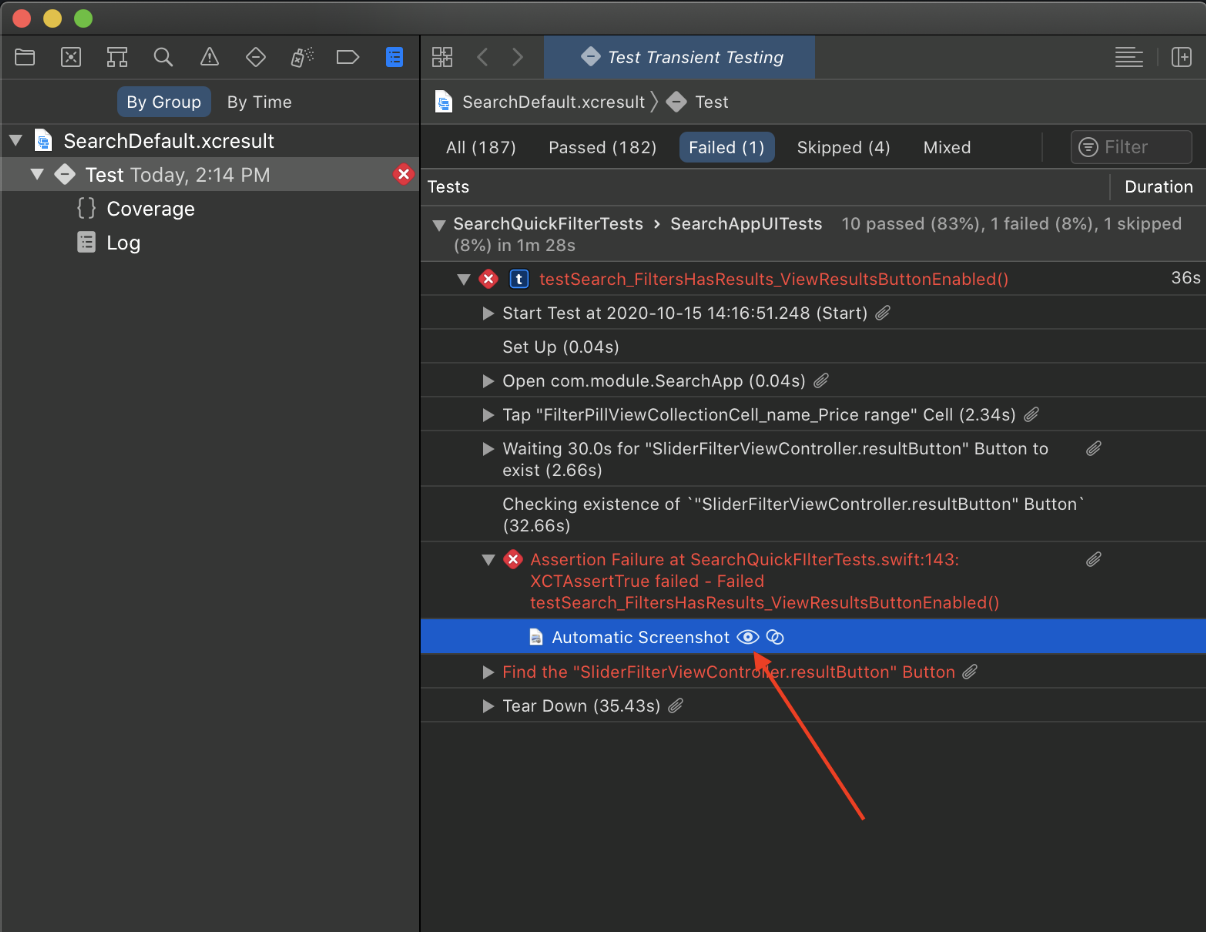 Test Transient Testing
By Group
By Time
SearchDefault.xcresult
Test
SearchDefault.xcresult
Test Today, 2:14 PM
Coverage
Log
All (187)
Passed (182)
Failed (1)
Skipped (4)
Mixed
Filter
Tests
Duration
SearchQuickFilterTests › SearchAppUITests 10 passed (83%), 1 failed (8%), 1 skipped
(8%) in 1m 28s
t testSearch_FiltersHasResults_ViewResultsButtonEnabled() 36s
Start Test at 2020-10-15 14:16:51.248 (Start)
Set Up (0.04s)
Open com.module.SearchApp (0.04s)
Tap "FilterPillViewCollectionCell_name_Price range" Cell (2.34s)
Waiting 30.0s for "SliderFilterViewController.resultButton" Button to
exist (2.66s)
Checking existence of `"SliderFilterViewController.resultButton" Button`
(32.66s)
Assertion Failure at SearchQuickFIlterTests.swift:143:
XCTAssertTrue failed - Failed
testSearch_FiltersHasResults_ViewResultsButtonEnabled()
Automatic Screenshot
Find the "SliderFilterViewController.resultButton" Button
Tear Down (35.43s)